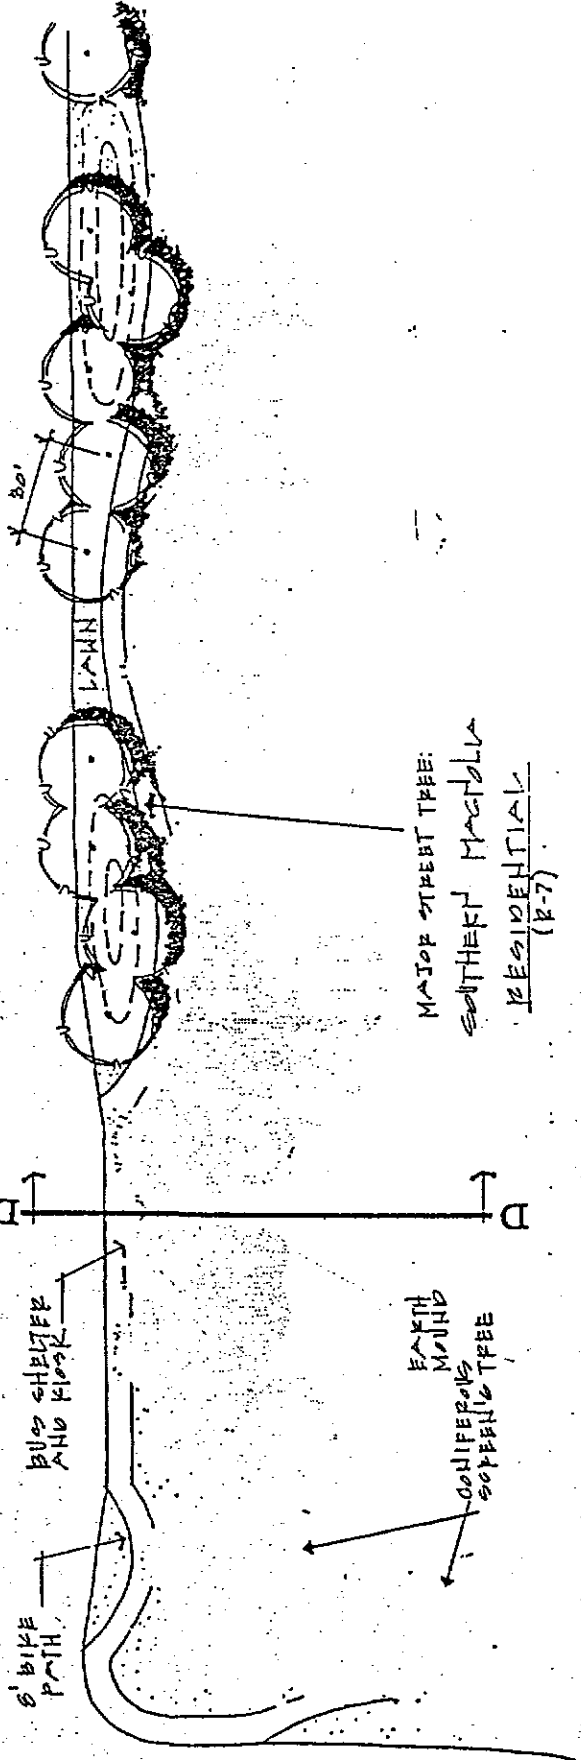 8' BIKE
PATH.
BUS SHELTER
AND KIOSK
D
LAWN
30'
D
EARTH
MOUND
CONIFEROUS
SCREENING TREE
MAJOR STREET TREE:
SOUTHERN MAGNOLIA
RESIDENTIAL
(R-7)